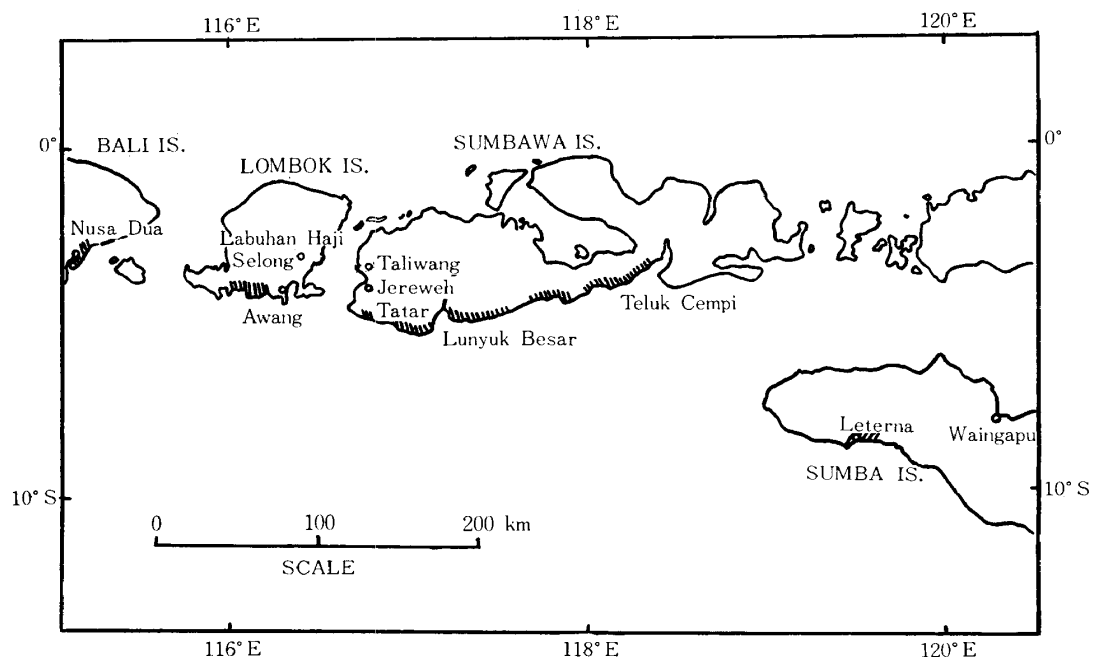 116°E 118°E 120°E
0° 0°
BALI IS. SUMBAWA IS.
LOMBOK IS.
Nusa Dua
Labuhan Haji
Selong
Taliwang
Jereweh
Tatar
Awang
Teluk Cempi
Lunyuk Besar
Leterna
Waingapu
SUMBA IS.
10°S 10°S
0 100 200 km
SCALE
116°E 118°E 120°E